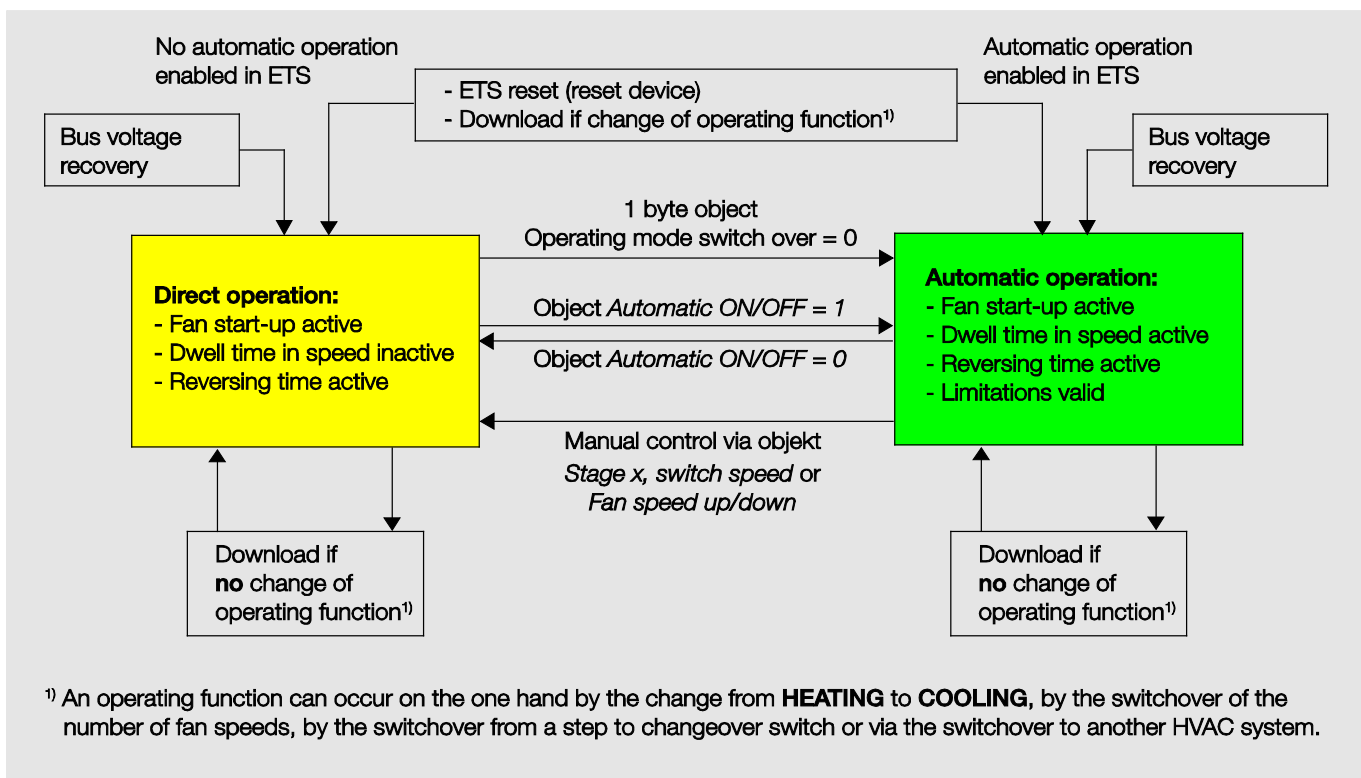 No automatic operation
enabled in ETS
Automatic operation
enabled in ETS
- ETS reset (reset device)
- Download if change of operating function¹⁾
Bus voltage
recovery
Bus voltage
recovery
1 byte object
Operating mode switch over = 0
Direct operation:
- Fan start-up active
- Dwell time in speed inactive
- Reversing time active
Object Automatic ON/OFF = 1
Object Automatic ON/OFF = 0
Automatic operation:
- Fan start-up active
- Dwell time in speed active
- Reversing time active
- Limitations valid
Manual control via objekt
Stage x, switch speed or
Fan speed up/down
Download if
no change of
operating function¹⁾
Download if
no change of
operating function¹⁾
¹⁾ An operating function can occur on the one hand by the change from HEATING to COOLING, by the switchover of the
number of fan speeds, by the switchover from a step to changeover switch or via the switchover to another HVAC system.